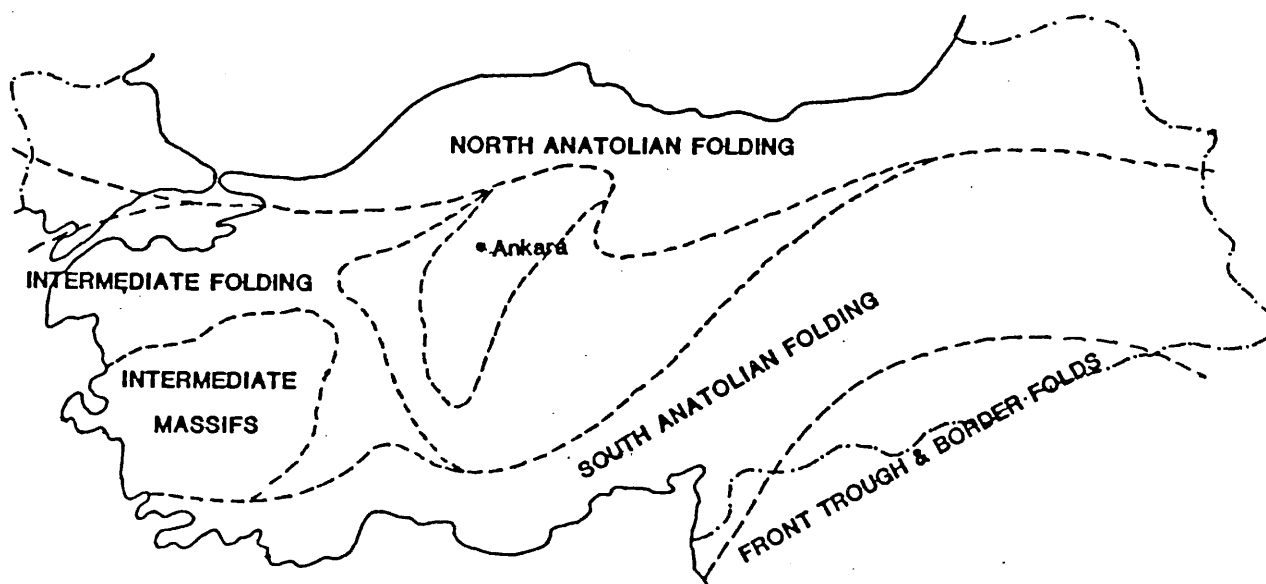 NORTH ANATOLIAN FOLDING
Ankara
INTERMEDIATE FOLDING
INTERMEDIATE
MASSIFS
SOUTH ANATOLIAN FOLDING
FRONT TROUGH & BORDER FOLDS